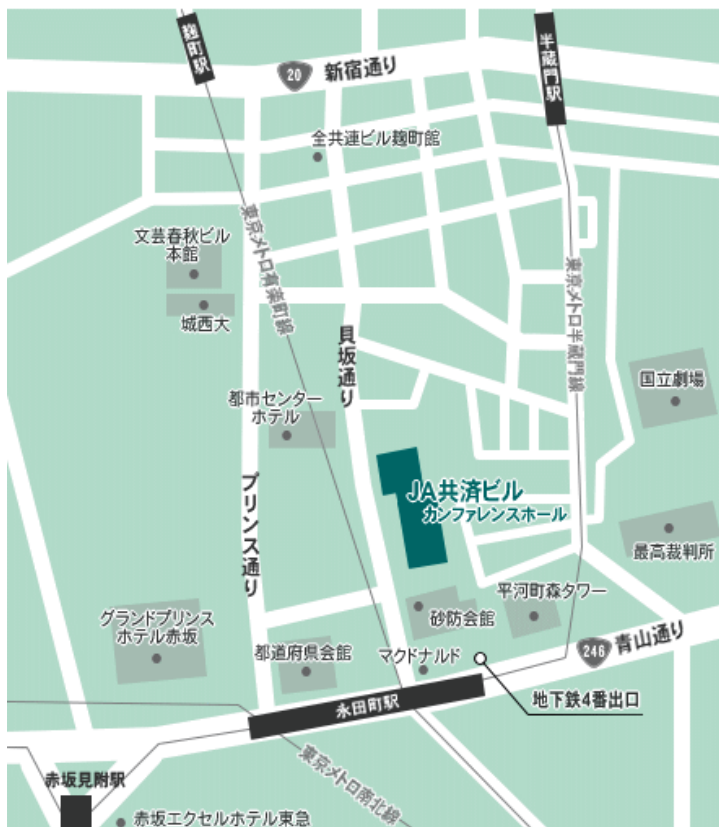 麹町駅
半蔵門駅
20
新宿通り
全共連ビル麹町館
文芸春秋ビル
本館
東京メトロ有楽町線
東京メトロ半蔵門線
城西大
貝坂通り
国立劇場
都市センター
ホテル
プリンス通り
JA共済ビル
カンファレンスホール
最高裁判所
平河町森タワー
砂防会館
グランドプリンス
ホテル赤坂
都道府県会館
マクドナルド
246
青山通り
地下鉄4番出口
永田町駅
東京メトロ南北線
赤坂見附駅
赤坂エクセルホテル東急